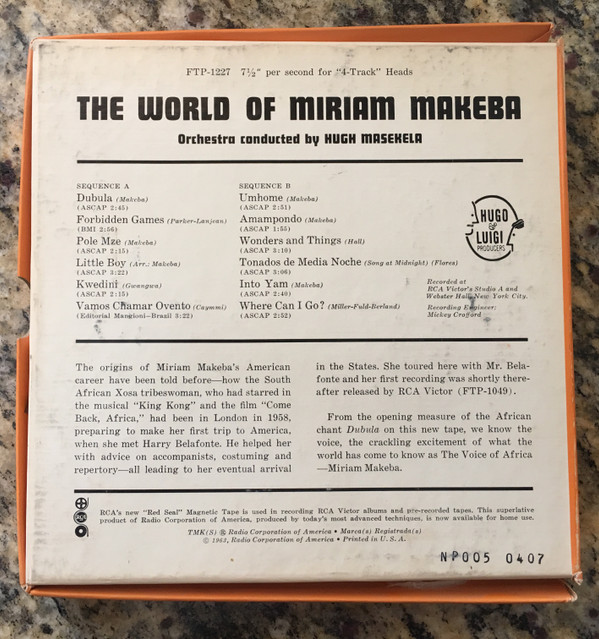 FTP-1227 7½" per second for "4-Track" Heads
THE WORLD OF MIRIAM MAKEBA
Orchestra conducted by HUGH MASEKELA
SEQUENCE A
Dubula (Makeba)
(ASCAP 2:45)
Forbidden Games (Parker-Lanjean)
(BMI 2:56)
Pole Mze (Makeba)
(ASCAP 2:15)
Little Boy (Arr.: Makeba)
(ASCAP 3:22)
Kwedini (Gwangwa)
(ASCAP 2:15)
Vamos Chamar Ovento (Caymmi)
(Editorial Mangioni-Brazil 3:22)
SEQUENCE B
Umhome (Makeba)
(ASCAP 2:51)
Amampondo (Makeba)
(ASCAP 1:55)
Wonders and Things (Hall)
(ASCAP 3:10)
Tonados de Media Noche (Song at Midnight) (Flores)
(ASCAP 3:06)
Into Yam (Makeba)
(ASCAP 2:40)
Where Can I Go? (Miller-Fuld-Berland)
(ASCAP 2:52)
HUGO
&
LUIGI
PRODUCERS
Recorded at
RCA Victor's Studio A and
Webster Hall, New York City.
Recording Engineer:
Mickey Crofford
The origins of Miriam Makeba's American
career have been told before—how the South
African Xosa tribeswoman, who had starred in
the musical "King Kong" and the film "Come
Back, Africa," had been in London in 1958,
preparing to make her first trip to America,
when she met Harry Belafonte. He helped her
with advice on accompanists, costuming and
repertory—all leading to her eventual arrival
in the States. She toured here with Mr. Bela-
fonte and her first recording was shortly there-
after released by RCA Victor (FTP-1049).
From the opening measure of the African
chant Dubula on this new tape, we know the
voice, the crackling excitement of what the
world has come to know as The Voice of Africa
—Miriam Makeba.
RCA
RCA's new "Red Seal" Magnetic Tape is used in recording RCA Victor albums and pre-recorded tapes. This superlative
product of Radio Corporation of America, produced by today's most advanced techniques, is now available for home use.
TMK(S) ® Radio Corporation of America • Marca(s) Registrada(s)
© 1963, Radio Corporation of America • Printed in U. S. A.
NP005 0407